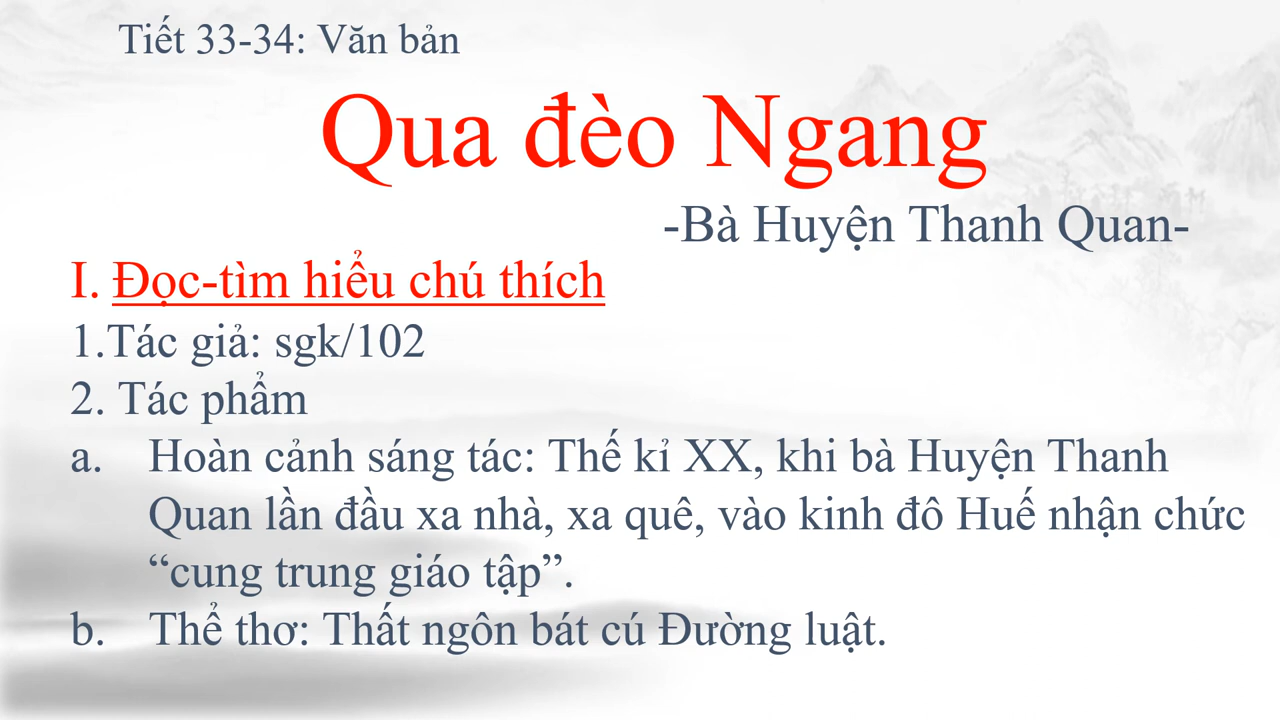 Tiết 33-34: Văn bản
Qua đèo Ngang
-Bà Huyện Thanh Quan-
I. Đọc-tìm hiểu chú thích
1.Tác giả: sgk/102
2. Tác phẩm
a. Hoàn cảnh sáng tác: Thế kỉ XX, khi bà Huyện Thanh
Quan lần đầu xa nhà, xa quê, vào kinh đô Huế nhận chức
“cung trung giáo tập”.
b. Thể thơ: Thất ngôn bát cú Đường luật.